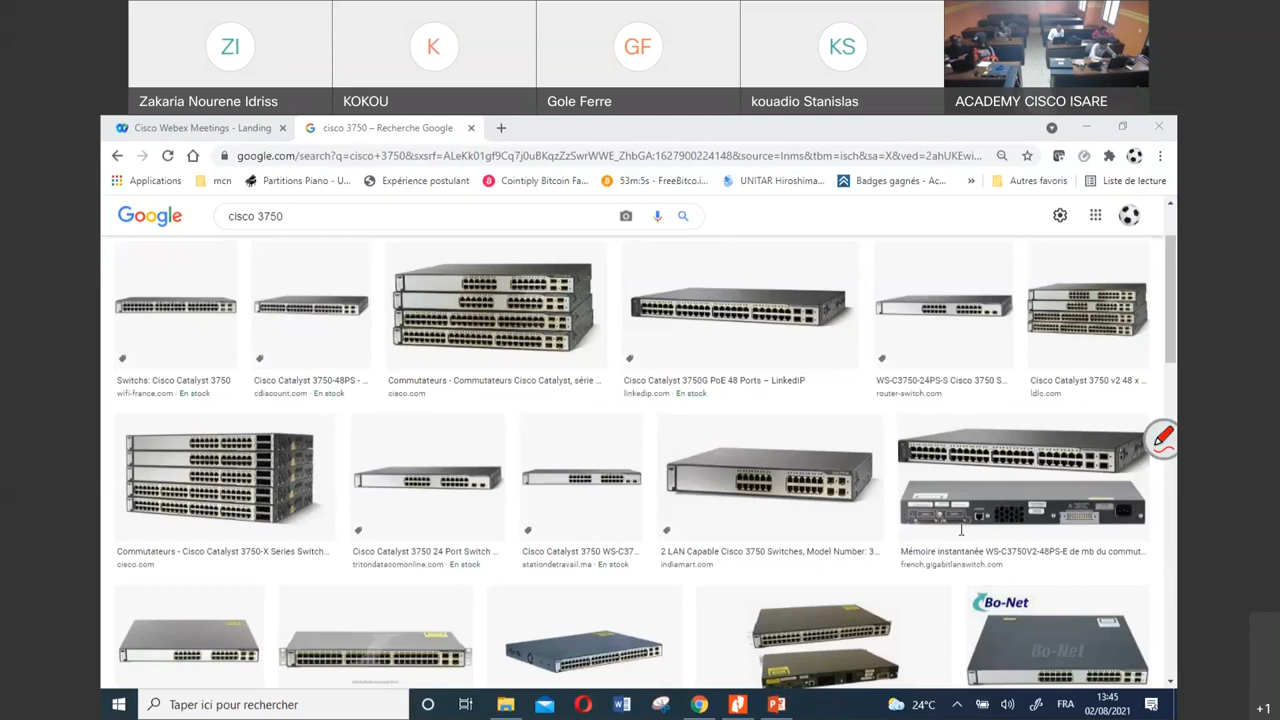 ZI
K
GF
KS
Zakaria Nourene Idriss
KOKOU
Gole Ferre
kouadio Stanislas
ACADEMY CISCO ISARE
Cisco Webex Meetings - Landing
cisco 3750 – Recherche Google
google.com/search?q=cisco+3750&sxsrf=ALeKk01gf9Cq7j0uBKqzZzSwrWWE_ZhbGA:1627900224148&source=lnms&tbm=isch&sa=X&ved=2ahUKEwi...
Applications
mcn
Partitions Piano - U...
Expérience postulant
Cointiply Bitcoin Fa...
53m:5s - FreeBitco.i...
UNITAR Hiroshima...
Badges gagnés - Ac...
»
Autres favoris
Liste de lecture
Google
cisco 3750
Switchs: Cisco Catalyst 3750
wifi-france.com · En stock
Cisco Catalyst 3750-48PS - ...
cdiscount.com · En stock
Commutateurs - Commutateurs Cisco Catalyst, série ...
cisco.com
Cisco Catalyst 3750G PoE 48 Ports – LinkedIP
linkedip.com · En stock
WS-C3750-24PS-S Cisco 3750 S...
router-switch.com
Cisco Catalyst 3750 v2 48 x ...
ldlc.com
Commutateurs - Cisco Catalyst 3750-X Series Switch...
cisco.com
Cisco Catalyst 3750 24 Port Switch ...
tritondatacomonline.com · En stock
Cisco Catalyst 3750 WS-C37...
stationdetravail.ma · En stock
2 LAN Capable Cisco 3750 Switches, Model Number: 3...
indiamart.com
Mémoire instantanée WS-C3750V2-48PS-E de mb du commut...
french.gigabitlanswitch.com
Bo-Net
Bo-Net
Taper ici pour rechercher
24°C
FRA
13:45
02/08/2021
+1